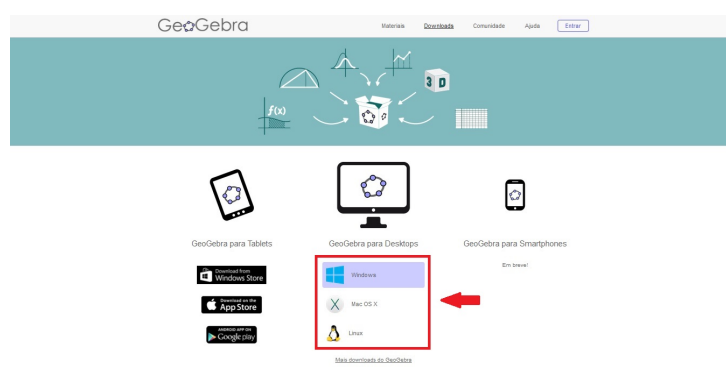 GeoGebra
Materiais Downloads Comunidade Ajuda Entrar
3 D
f(x)
GeoGebra para Tablets
GeoGebra para Desktops
GeoGebra para Smartphones
Download from
Windows Store
Download on the
App Store
ANDROID APP ON
Google play
Windows
Mac OS X
Linux
Mais downloads do GeoGebra
Em breve!